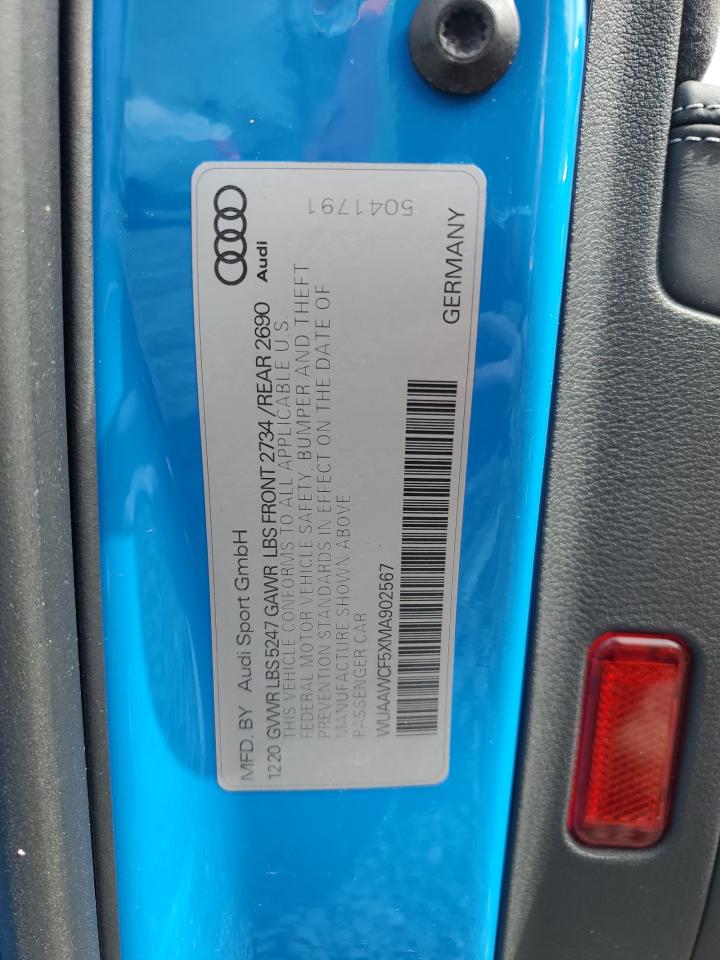 MFD. BY Audi Sport GmbH
1220 GVWR LBS 5247 GAWR LBS FRONT 2734 /REAR 2690
Audi
THIS VEHICLE CONFORMS TO ALL APPLICABLE U.S.
FEDERAL MOTOR VEHICLE SAFETY, BUMPER AND THEFT
PREVENTION STANDARDS IN EFFECT ON THE DATE OF
MANUFACTURE SHOWN ABOVE
PASSENGER CAR
5041791
WUAAWCF5XMA902567
GERMANY